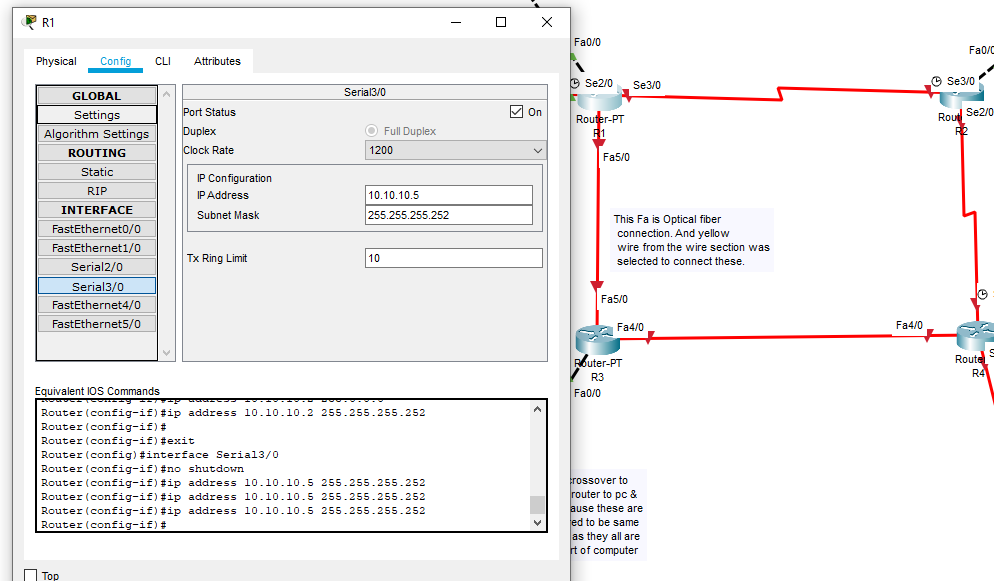 R1
Physical
Config
CLI
Attributes
GLOBAL
Settings
Algorithm Settings
ROUTING
Static
RIP
INTERFACE
FastEthernet0/0
FastEthernet1/0
Serial2/0
Serial3/0
FastEthernet4/0
FastEthernet5/0
Serial3/0
Port Status
On
Duplex
Full Duplex
Clock Rate
1200
IP Configuration
IP Address
10.10.10.5
Subnet Mask
255.255.255.252
Tx Ring Limit
10
Equivalent IOS Commands
Router(config-if)#ip address 10.10.10.2 255.255.255.252
Router(config-if)#
Router(config-if)#exit
Router(config)#interface Serial3/0
Router(config-if)#no shutdown
Router(config-if)#ip address 10.10.10.5 255.255.255.252
Router(config-if)#ip address 10.10.10.5 255.255.255.252
Router(config-if)#ip address 10.10.10.5 255.255.255.252
Router(config-if)#
Top
Fa0/0
Se2/0
Se3/0
Router-PT
R1
Fa5/0
Fa0/0
Se3/0
Se2/0
Rout
R2
This Fa is Optical fiber
connection. And yellow
wire from the wire section was
selected to connect these.
Fa5/0
Fa4/0
Router-PT
R3
Fa0/0
Fa4/0
Route
R4
crossover to
router to pc &
ause these are
ed to be same
as they all are
rt of computer